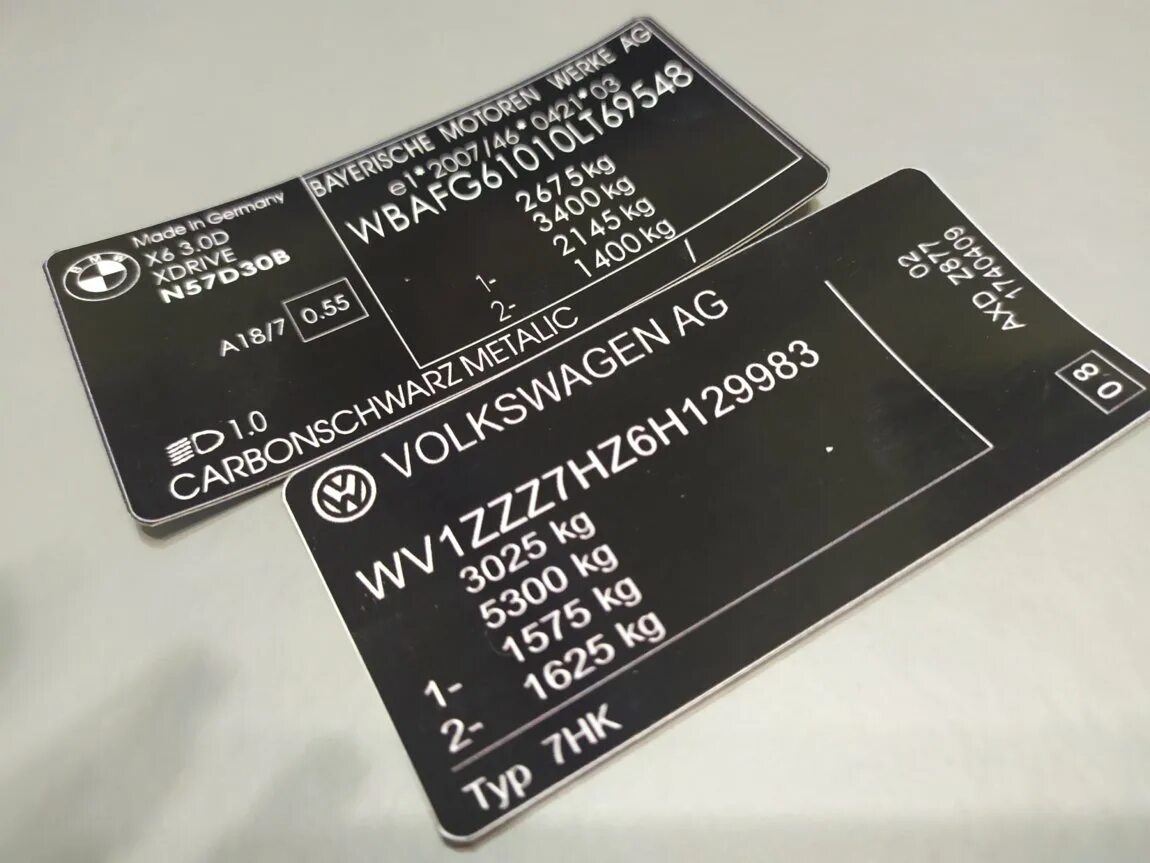 BAYERISCHE MOTOREN WERKE AG
e1*2007/46*0421*03
WBAFG61010LT69548
2675 kg
3400 kg
1- 2145 kg
2- 1400 kg
BMW
Made in Germany
X6 3.0D
XDRIVE
N57D30B
A18/7 0.55
1.0
CARBONSCHWARZ METALIC /
VOLKSWAGEN AG
WV1ZZZ7HZ6H129983
3025 kg
5300 kg
1- 1575 kg
2- 1625 kg
Typ 7HK
02
AXD Z877
1740409
0,8